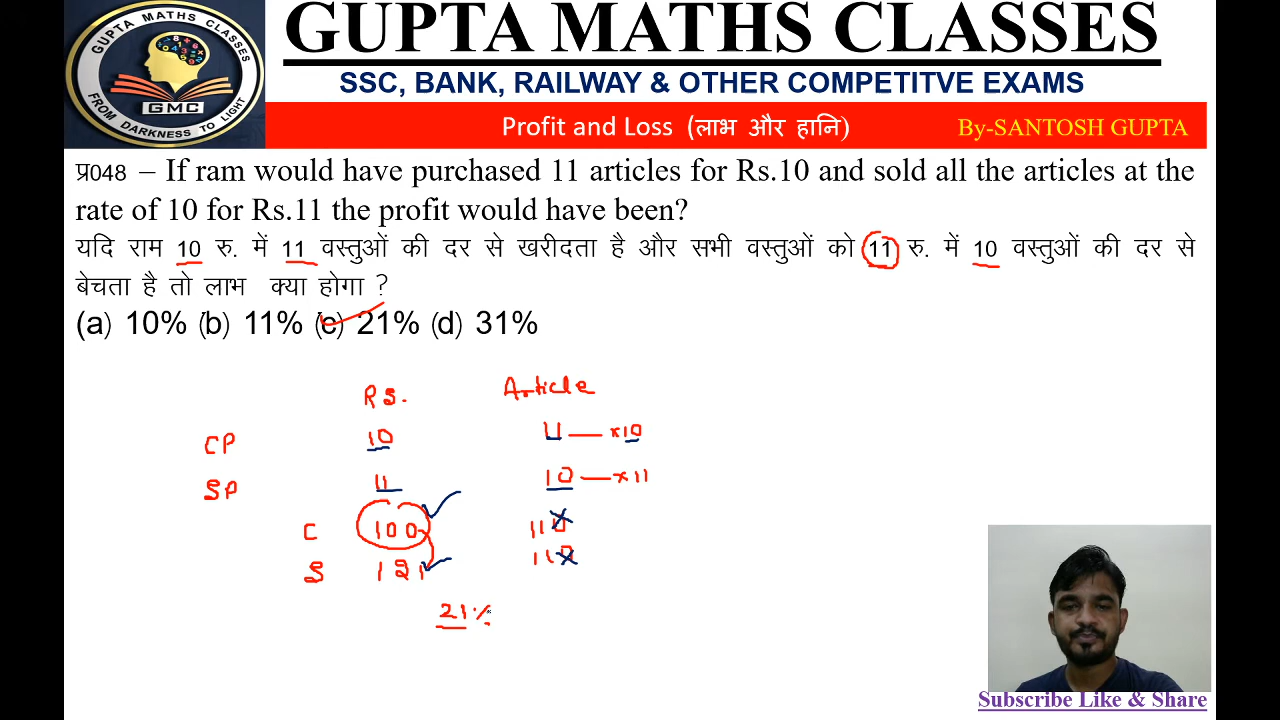 GUPTA MATHS CLASSES
FROM DARKNESS TO LIGHT
GMC
GUPTA MATHS CLASSES
SSC, BANK, RAILWAY & OTHER COMPETITVE EXAMS
Profit and Loss (लाभ और हानि) By-SANTOSH GUPTA
प्र048 – If ram would have purchased 11 articles for Rs.10 and sold all the articles at the
rate of 10 for Rs.11 the profit would have been?
यदि राम 10 रु. में 11 वस्तुओं की दर से खरीदता है और सभी वस्तुओं को 11 रु. में 10 वस्तुओं की दर से
बेचता है तो लाभ क्या होगा ?
(a) 10% (b) 11% (c) 21% (d) 31%
RS. Article
CP 10 11 — ×10
SP 11 10 — ×11
C 100 110
S 121 110
21%
Subscribe Like & Share